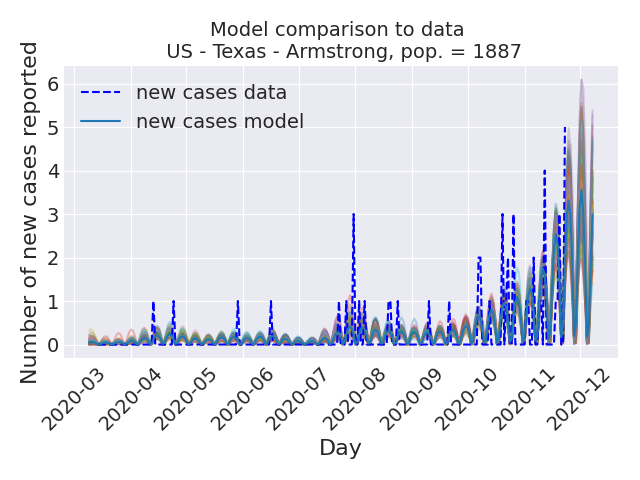 Model comparison to data
US - Texas - Armstrong, pop. = 1887
Number of new cases reported
6
5
4
3
2
1
0
new cases data
new cases model
2020-03
2020-04
2020-05
2020-06
2020-07
2020-08
2020-09
2020-10
2020-11
2020-12
Day